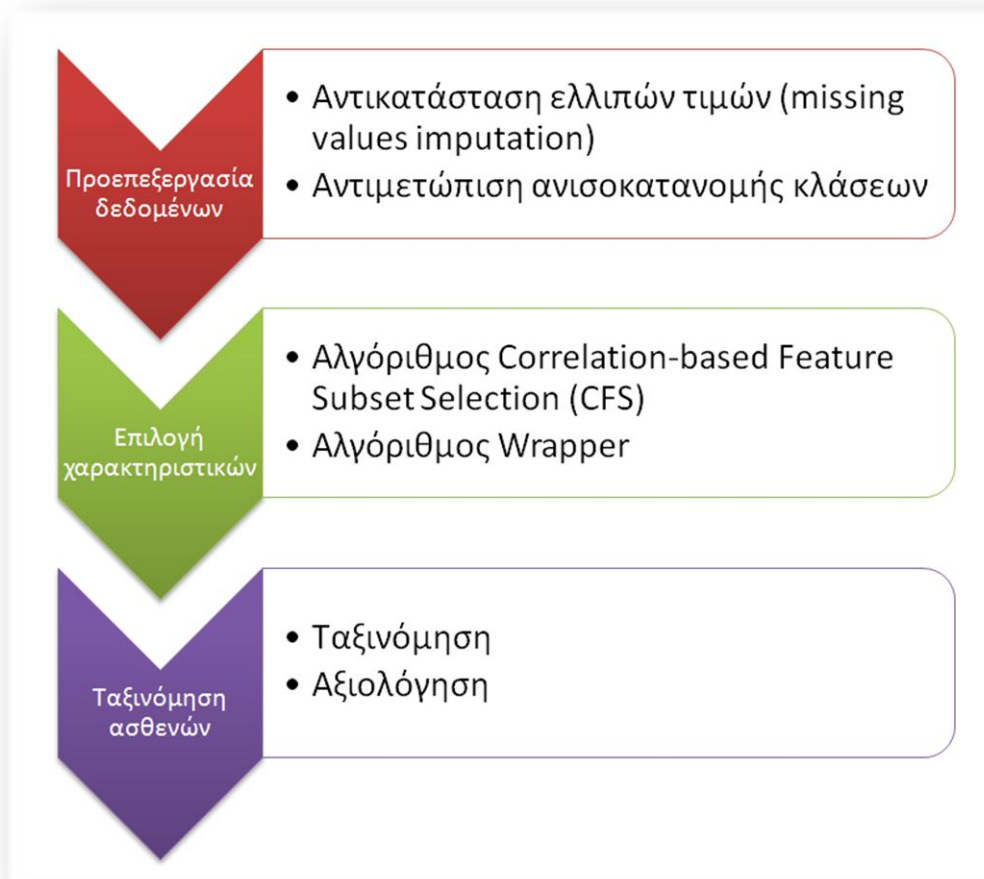 Προεπεξεργασία
δεδομένων
• Αντικατάσταση ελλιπών τιμών (missing
values imputation)
• Αντιμετώπιση ανισοκατανομής κλάσεων
Επιλογή
χαρακτηριστικών
• Αλγόριθμος Correlation-based Feature
Subset Selection (CFS)
• Αλγόριθμος Wrapper
Ταξινόμηση
ασθενών
• Ταξινόμηση
• Αξιολόγηση